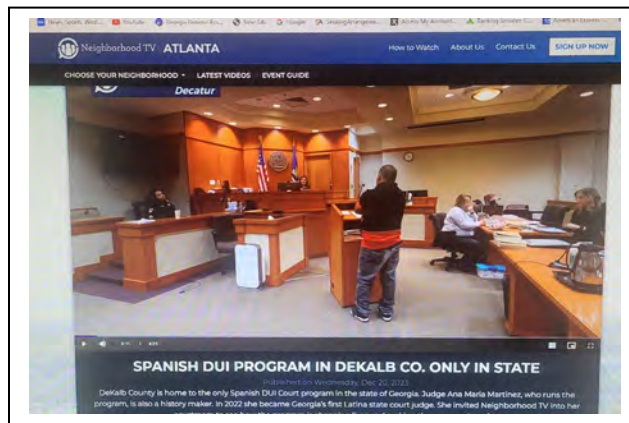 YouTube
Google
Neighborhood TV ATLANTA
How to Watch About Us Contact Us SIGN UP NOW
CHOOSE YOUR NEIGHBORHOOD LATEST VIDEOS EVENT GUIDE
Decatur
SPANISH DUI PROGRAM IN DEKALB CO. ONLY IN STATE
Published on Wednesday, Dec 20, 2023
DeKalb County is home to the only Spanish DUI Court program in the state of Georgia. Judge Ana Maria Martinez, who runs the
program, is also a history maker. In 2022 she became Georgia's first Latina state court judge. She invited Neighborhood TV into her